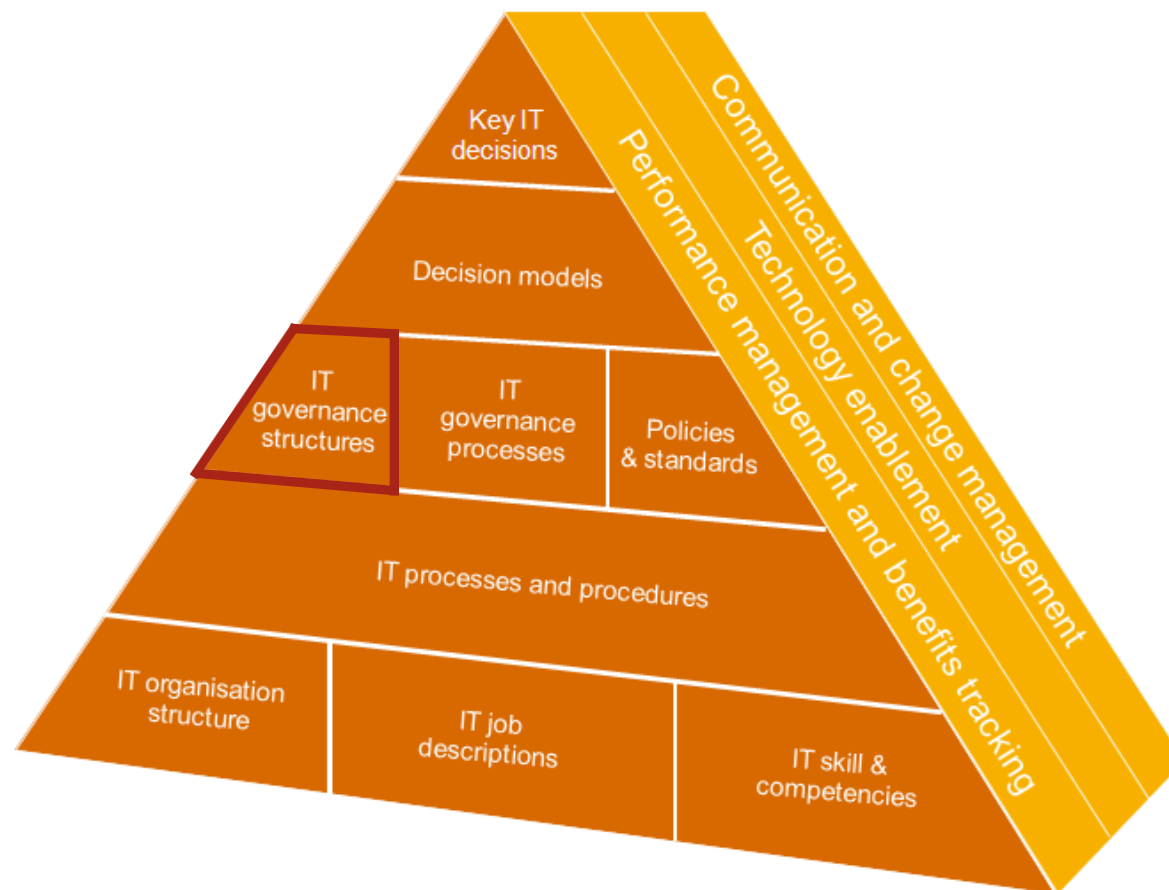 Key IT
decisions
Decision models
IT
governance
structures
IT
governance
processes
Policies
& standards
IT processes and procedures
IT organisation
structure
IT job
descriptions
IT skill &
competencies
Performance management and benefits tracking
Technology enablement
Communication and change management